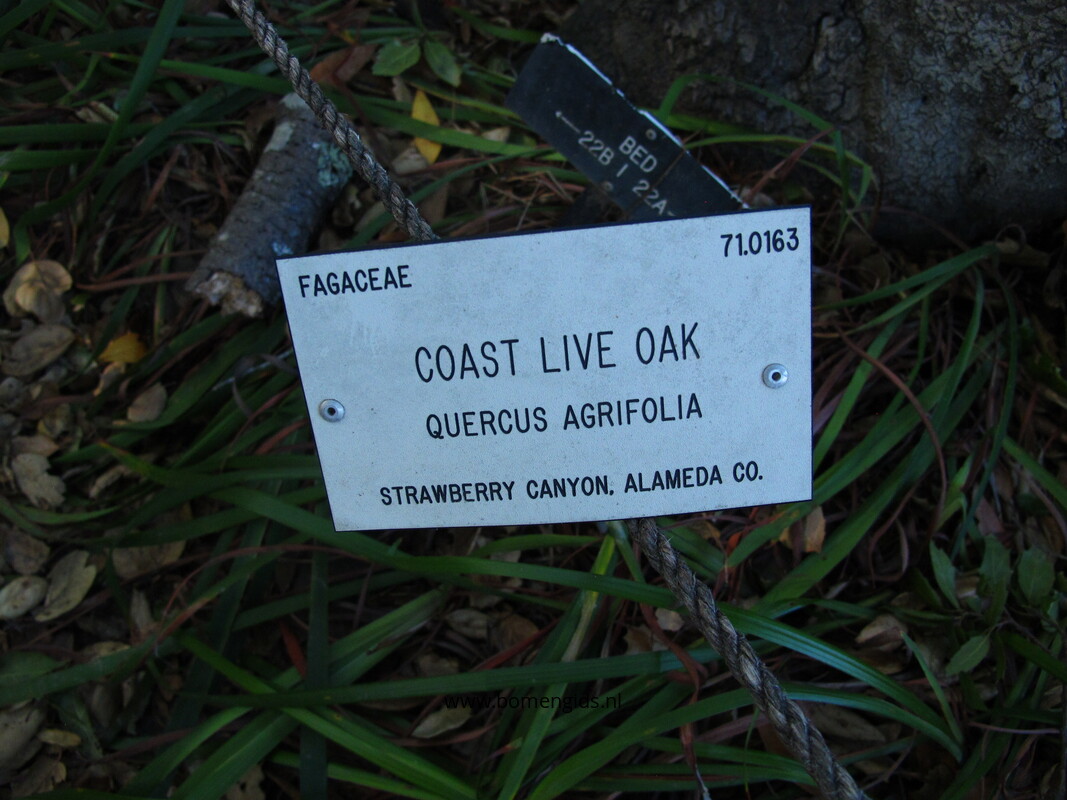 BED
←22B | 22A-
FAGACEAE
71.0163
COAST LIVE OAK
QUERCUS AGRIFOLIA
STRAWBERRY CANYON, ALAMEDA CO.
www.bomengids.nl